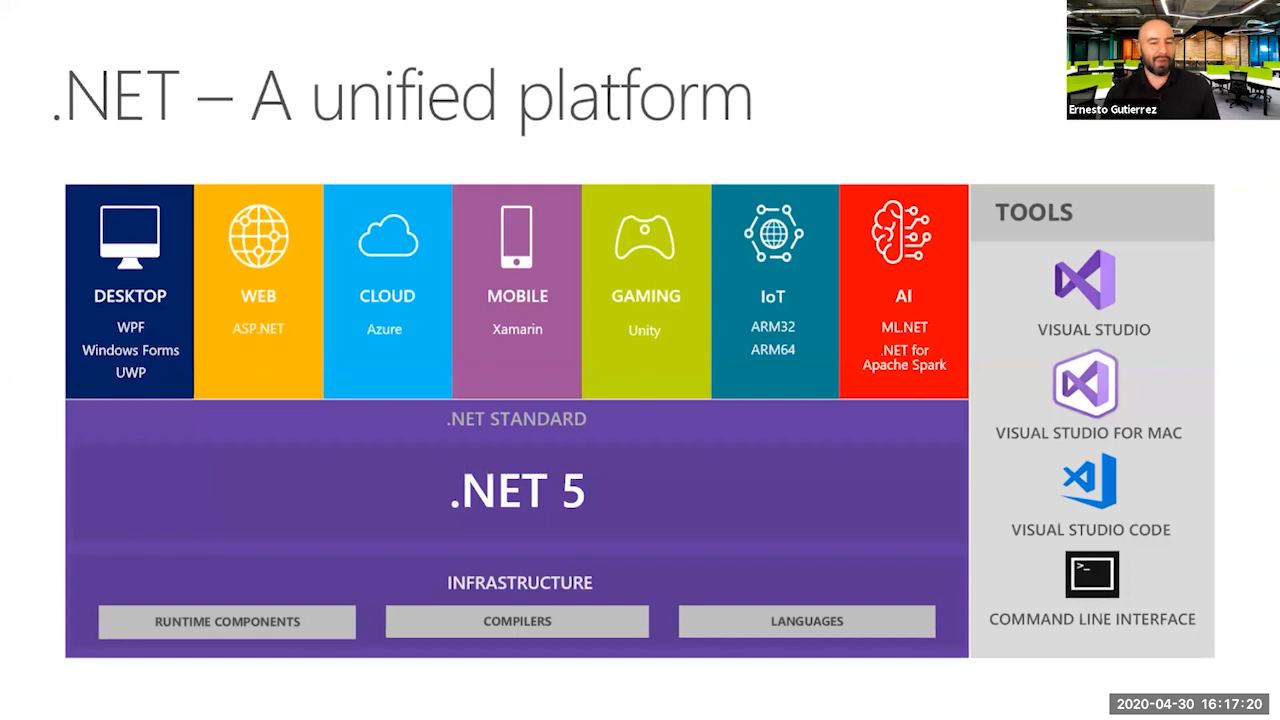 .NET – A unified platform
Ernesto Gutierrez
DESKTOP
WPF
Windows Forms
UWP
WEB
ASP.NET
CLOUD
Azure
MOBILE
Xamarin
GAMING
Unity
IoT
ARM32
ARM64
AI
ML.NET
.NET for
Apache Spark
.NET STANDARD
.NET 5
INFRASTRUCTURE
RUNTIME COMPONENTS
COMPILERS
LANGUAGES
TOOLS
VISUAL STUDIO
VISUAL STUDIO FOR MAC
VISUAL STUDIO CODE
>_
COMMAND LINE INTERFACE
2020-04-30 16:17:20